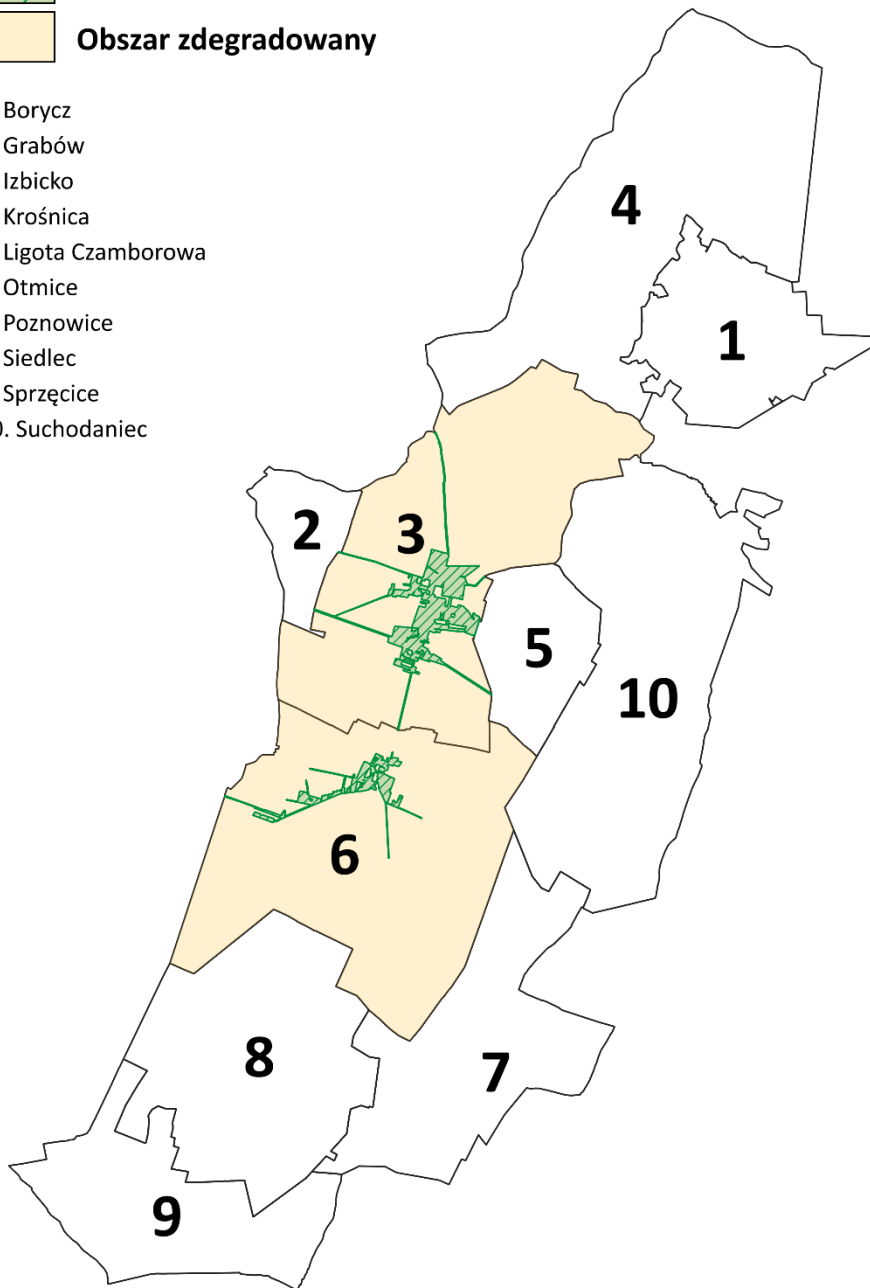 Obszar zdegradowany
Borycz
Grabów
Izbicko
Krośnica
Ligota Czamborowa
Otmice
Poznowice
Siedlec
Sprzęcice
0. Suchodaniec
4
1
2
3
5
10
6
8
7
9